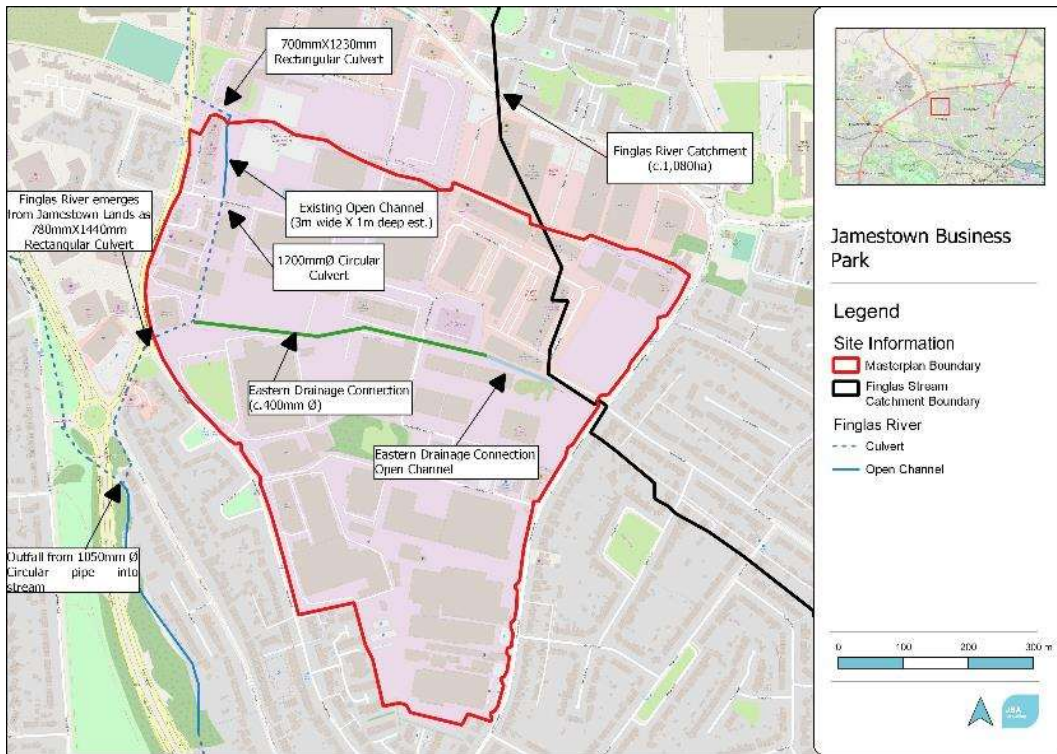 700mmX1230mm
Rectangular Culvert
Finglas River Catchment
(c.1,080ha)
Finglas River emerges
from Jamestown Lands as
780mmX1440mm
Rectangular Culvert
Existing Open Channel
(3m wide X 1m deep est.)
1200mmØ Circular
Culvert
Eastern Drainage Connection
(c.400mm Ø)
Eastern Drainage Connection
Open Channel
Outfall from 1050mm Ø
Circular pipe into
stream
Jamestown Business
Park
Legend
Site Information
Masterplan Boundary
Finglas Stream
Catchment Boundary
Finglas River
Culvert
Open Channel
0 100 200 300 m
JBA